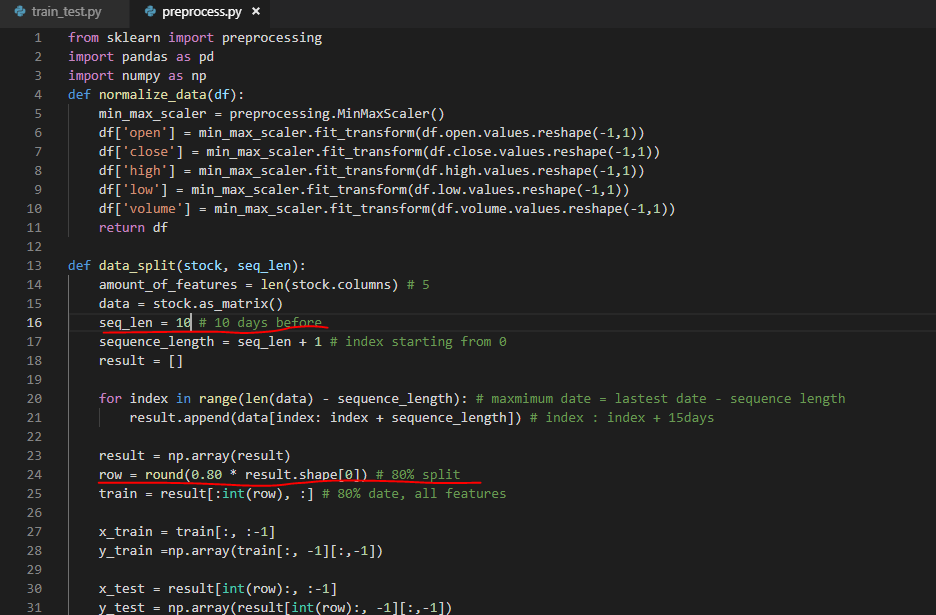 train_test.py
preprocess.py ×
1 from sklearn import preprocessing
2 import pandas as pd
3 import numpy as np
4 def normalize_data(df):
5 min_max_scaler = preprocessing.MinMaxScaler()
6 df['open'] = min_max_scaler.fit_transform(df.open.values.reshape(-1,1))
7 df['close'] = min_max_scaler.fit_transform(df.close.values.reshape(-1,1))
8 df['high'] = min_max_scaler.fit_transform(df.high.values.reshape(-1,1))
9 df['low'] = min_max_scaler.fit_transform(df.low.values.reshape(-1,1))
10 df['volume'] = min_max_scaler.fit_transform(df.volume.values.reshape(-1,1))
11 return df
12
13 def data_split(stock, seq_len):
14 amount_of_features = len(stock.columns) # 5
15 data = stock.as_matrix()
16 seq_len = 10 # 10 days before
17 sequence_length = seq_len + 1 # index starting from 0
18 result = []
19
20 for index in range(len(data) - sequence_length): # maxmimum date = lastest date - sequence length
21 result.append(data[index: index + sequence_length]) # index : index + 15days
22
23 result = np.array(result)
24 row = round(0.80 * result.shape[0]) # 80% split
25 train = result[:int(row), :] # 80% date, all features
26
27 x_train = train[:, :-1]
28 y_train =np.array(train[:, -1][:,-1])
29
30 x_test = result[int(row):, :-1]
31 y_test = np.array(result[int(row):, -1][:,-1])